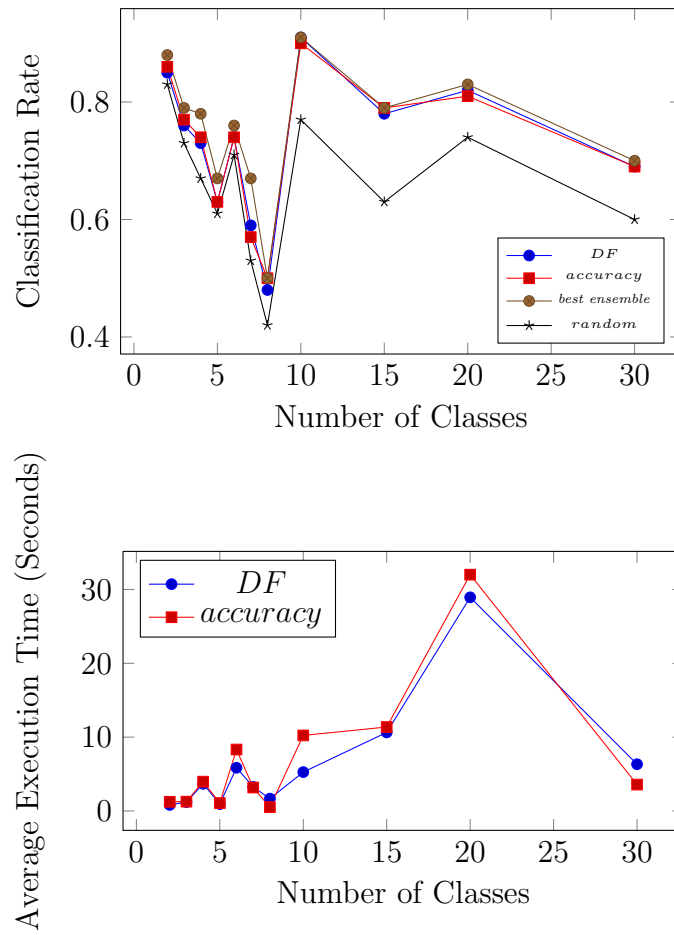 Classification Rate
0.8
0.6
0.4
DF
accuracy
best ensemble
random
0 5 10 15 20 25 30
Number of Classes
Average Execution Time (Seconds)
DF
accuracy
30
20
10
0
0 5 10 15 20 25 30
Number of Classes